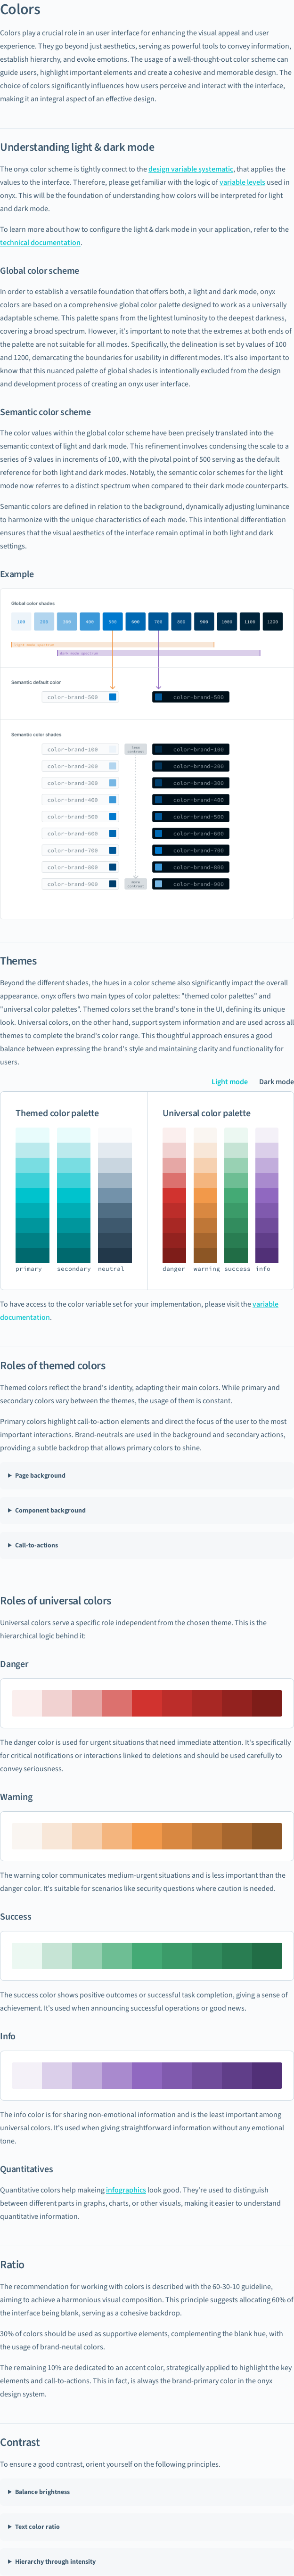 Colors
Colors play a crucial role in an user interface for enhancing the visual appeal and user
experience. They go beyond just aesthetics, serving as powerful tools to convey information,
establish hierarchy, and evoke emotions. The usage of a well-thought-out color scheme can
guide users, highlight important elements and create a cohesive and memorable design. The
choice of colors significantly influences how users perceive and interact with the interface,
making it an integral aspect of an effective design.
Understanding light & dark mode
The onyx color scheme is tightly connect to the design variable systematic, that applies the
values to the interface. Therefore, please get familiar with the logic of variable levels used in
onyx. This will be the foundation of understanding how colors will be interpreted for light
and dark mode.
To learn more about how to configure the light & dark mode in your application, refer to the
technical documentation.
Global color scheme
In order to establish a versatile foundation that offers both, a light and dark mode, onyx
colors are based on a comprehensive global color palette designed to work as a universally
adaptable scheme. This palette spans from the lightest luminosity to the deepest darkness,
covering a broad spectrum. However, it's important to note that the extremes at both ends of
the palette are not suitable for all modes. Specifically, the delineation is set by values of 100
and 1200, demarcating the boundaries for usability in different modes. It's also important to
know that this nuanced palette of global shades is intentionally excluded from the design
and development process of creating an onyx user interface.
Semantic color scheme
The color values within the global color scheme have been precisely translated into the
semantic context of light and dark mode. This refinement involves condensing the scale to a
series of 9 values in increments of 100, with the pivotal point of 500 serving as the default
reference for both light and dark modes. Notably, the semantic color schemes for the light
mode now referres to a distinct spectrum when compared to their dark mode counterparts.
Semantic colors are defined in relation to the background, dynamically adjusting luminance
to harmonize with the unique characteristics of each mode. This intentional differentiation
ensures that the visual aesthetics of the interface remain optimal in both light and dark
settings.
Example
Global color shades
100 200 300 400 500 600 700 800 900 1000 1100 1200
Light mode spectrum
Dark mode spectrum
Semantic default color
color-brand-500 color-brand-500
Semantic color shades
color-brand-100 less contrast color-brand-100
color-brand-200 color-brand-200
color-brand-300 color-brand-300
color-brand-400 color-brand-400
color-brand-500 color-brand-500
color-brand-600 color-brand-600
color-brand-700 color-brand-700
color-brand-800 color-brand-800
color-brand-900 more contrast color-brand-900
Themes
Beyond the different shades, the hues in a color scheme also significantly impact the overall
appearance. onyx offers two main types of color palettes: "themed color palettes" and
"universal color palettes". Themed colors set the brand's tone in the UI, defining its unique
look. Universal colors, on the other hand, support system information and are used across all
themes to complete the brand's color range. This thoughtful approach ensures a good
balance between expressing the brand's style and maintaining clarity and functionality for
users.
Light mode Dark mode
Themed color palette Universal color palette
primary secondary neutral danger warning success info
To have access to the color variable set for your implementation, please visit the variable
documentation.
Roles of themed colors
Themed colors reflect the brand's identity, adapting their main colors. While primary and
secondary colors vary between the themes, the usage of them is constant.
Primary colors highlight call-to-action elements and direct the focus of the user to the most
important interactions. Brand-neutrals are used in the background and secondary actions,
providing a subtle backdrop that allows primary colors to shine.
Page background
Component background
Call-to-actions
Roles of universal colors
Universal colors serve a specific role independent from the chosen theme. This is the
hierarchical logic behind it:
Danger
The danger color is used for urgent situations that need immediate attention. It's specifically
for critical notifications or interactions linked to deletions and should be used carefully to
convey seriousness.
Warning
The warning color communicates medium-urgent situations and is less important than the
danger color. It's suitable for scenarios like security questions where caution is needed.
Success
The success color shows positive outcomes or successful task completion, giving a sense of
achievement. It's used when announcing successful operations or good news.
Info
The info color is for sharing non-emotional information and is the least important among
universal colors. It's used when giving straightforward information without any emotional
tone.
Quantitatives
Quantitative colors help makeing infographics look good. They're used to distinguish
between different parts in graphs, charts, or other visuals, making it easier to understand
quantitative information.
Ratio
The recommendation for working with colors is described with the 60-30-10 guideline,
aiming to achieve a harmonious visual composition. This principle suggests allocating 60% of
the interface being blank, serving as a cohesive backdrop.
30% of colors should be used as supportive elements, complementing the blank hue, with
the usage of brand-neutal colors.
The remaining 10% are dedicated to an accent color, strategically applied to highlight the key
elements and call-to-actions. This in fact, is always the brand-primary color in the onyx
design system.
Contrast
To ensure a good contrast, orient yourself on the following principles.
Balance brightness
Text color ratio
Hierarchy through intensity